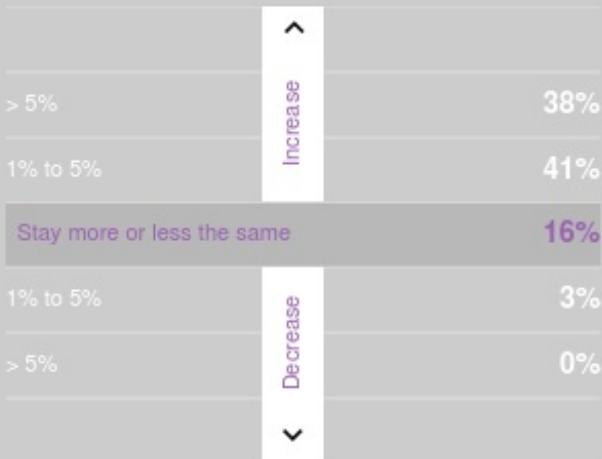 > 5%
38%
Increase
1% to 5%
41%
Stay more or less the same
16%
1% to 5%
3%
Decrease
> 5%
0%